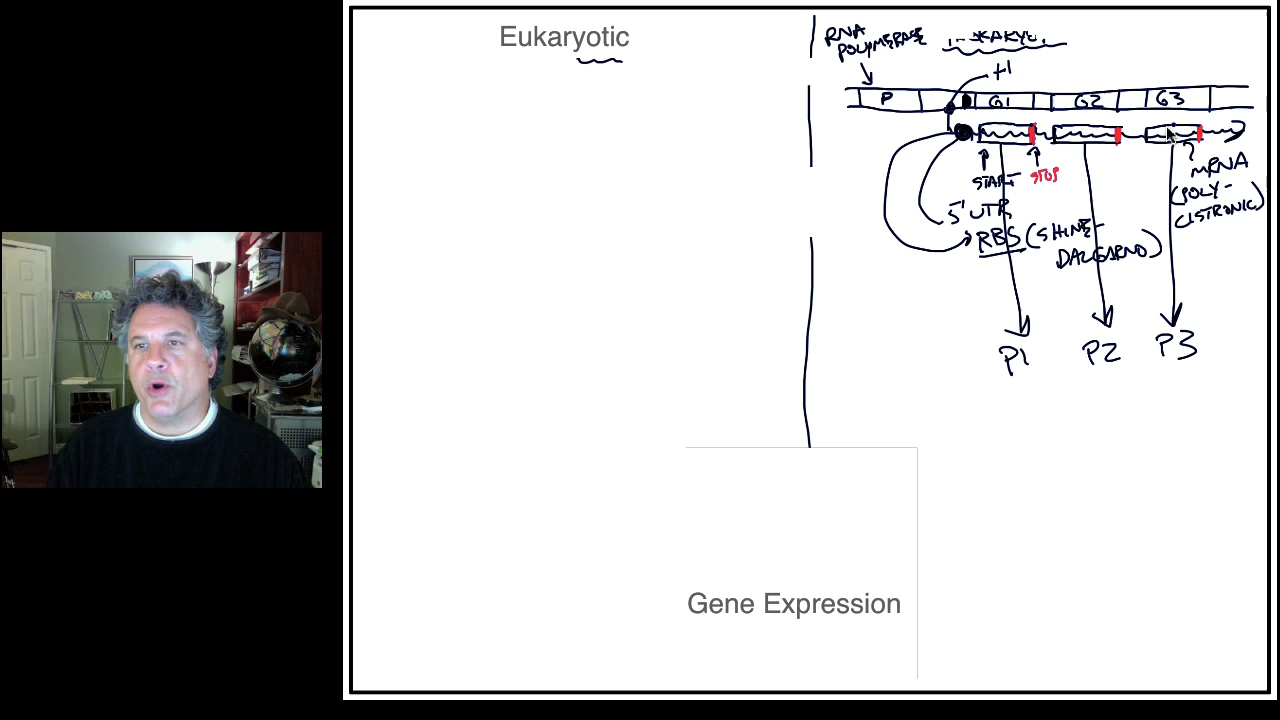 Eukaryotic
RNA
POLYMERASE
+1
P
G1
G2
G3
START
STOP
mRNA
(POLY-
CISTRONIC)
5' UTR
RBS (SHINE-
DALGARNO)
P1
P2
P3
Gene Expression